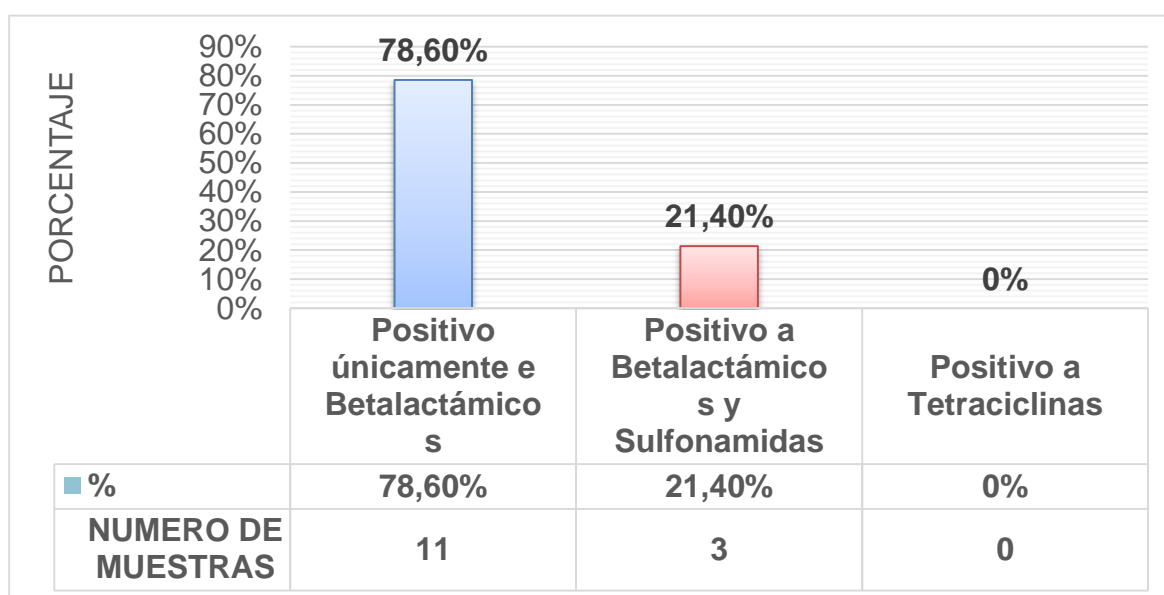 PORCENTAJE
90%
80%
70%
60%
50%
40%
30%
20%
10%
0%
78,60%
21,40%
0%
Positivo
únicamente e
Betalactámico
s
Positivo a
Betalactámico
s y
Sulfonamidas
Positivo a
Tetraciclinas
% 78,60% 21,40% 0%
NUMERO DE
MUESTRAS
11 3 0